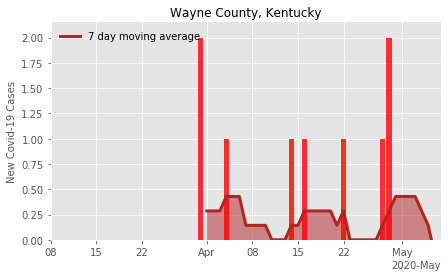 Wayne County, Kentucky
7 day moving average
New Covid-19 Cases
2.00
1.75
1.50
1.25
1.00
0.75
0.50
0.25
0.00
08 15 22 Apr 08 15 22 May
2020-May